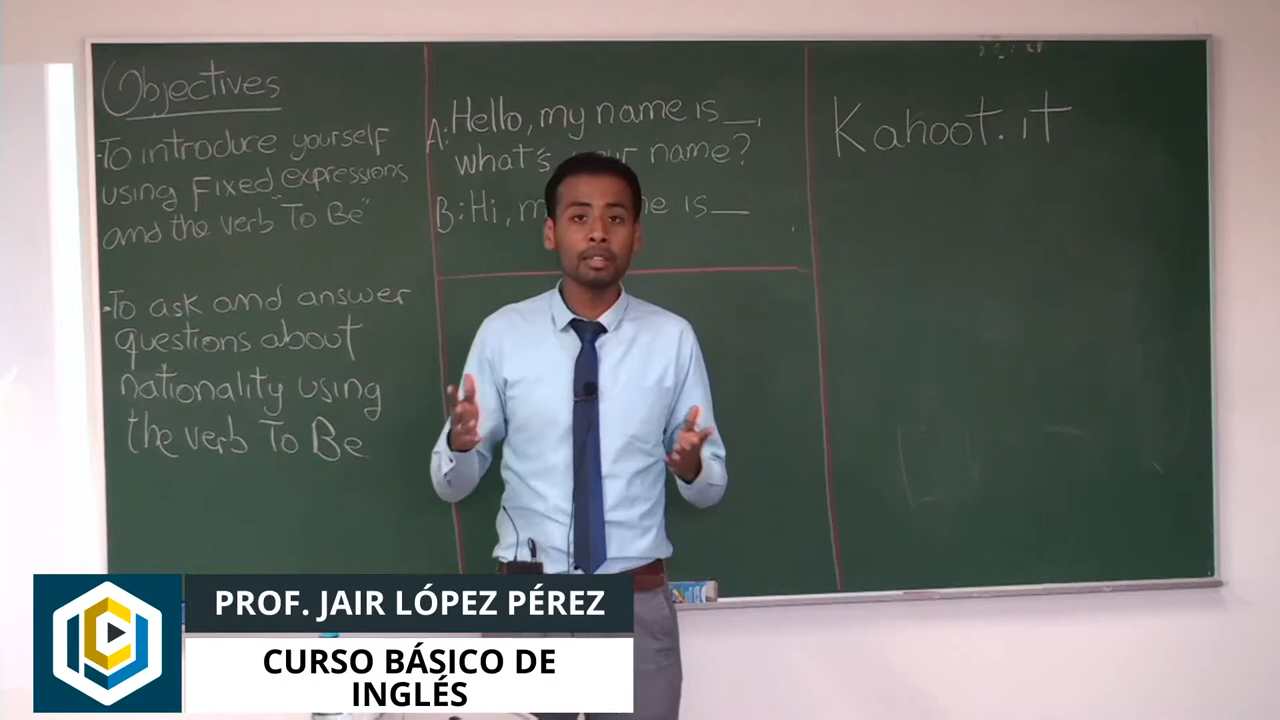 Objectives
·To introduce yourself
using Fixed expressions
and the verb "To Be"
·To ask and answer
questions about
nationality using
the verb To Be
A: Hello, my name is __,
what's name?
B: Hi, is __
Kahoot.it
PROF. JAIR LÓPEZ PÉREZ
CURSO BÁSICO DE
INGLÉS